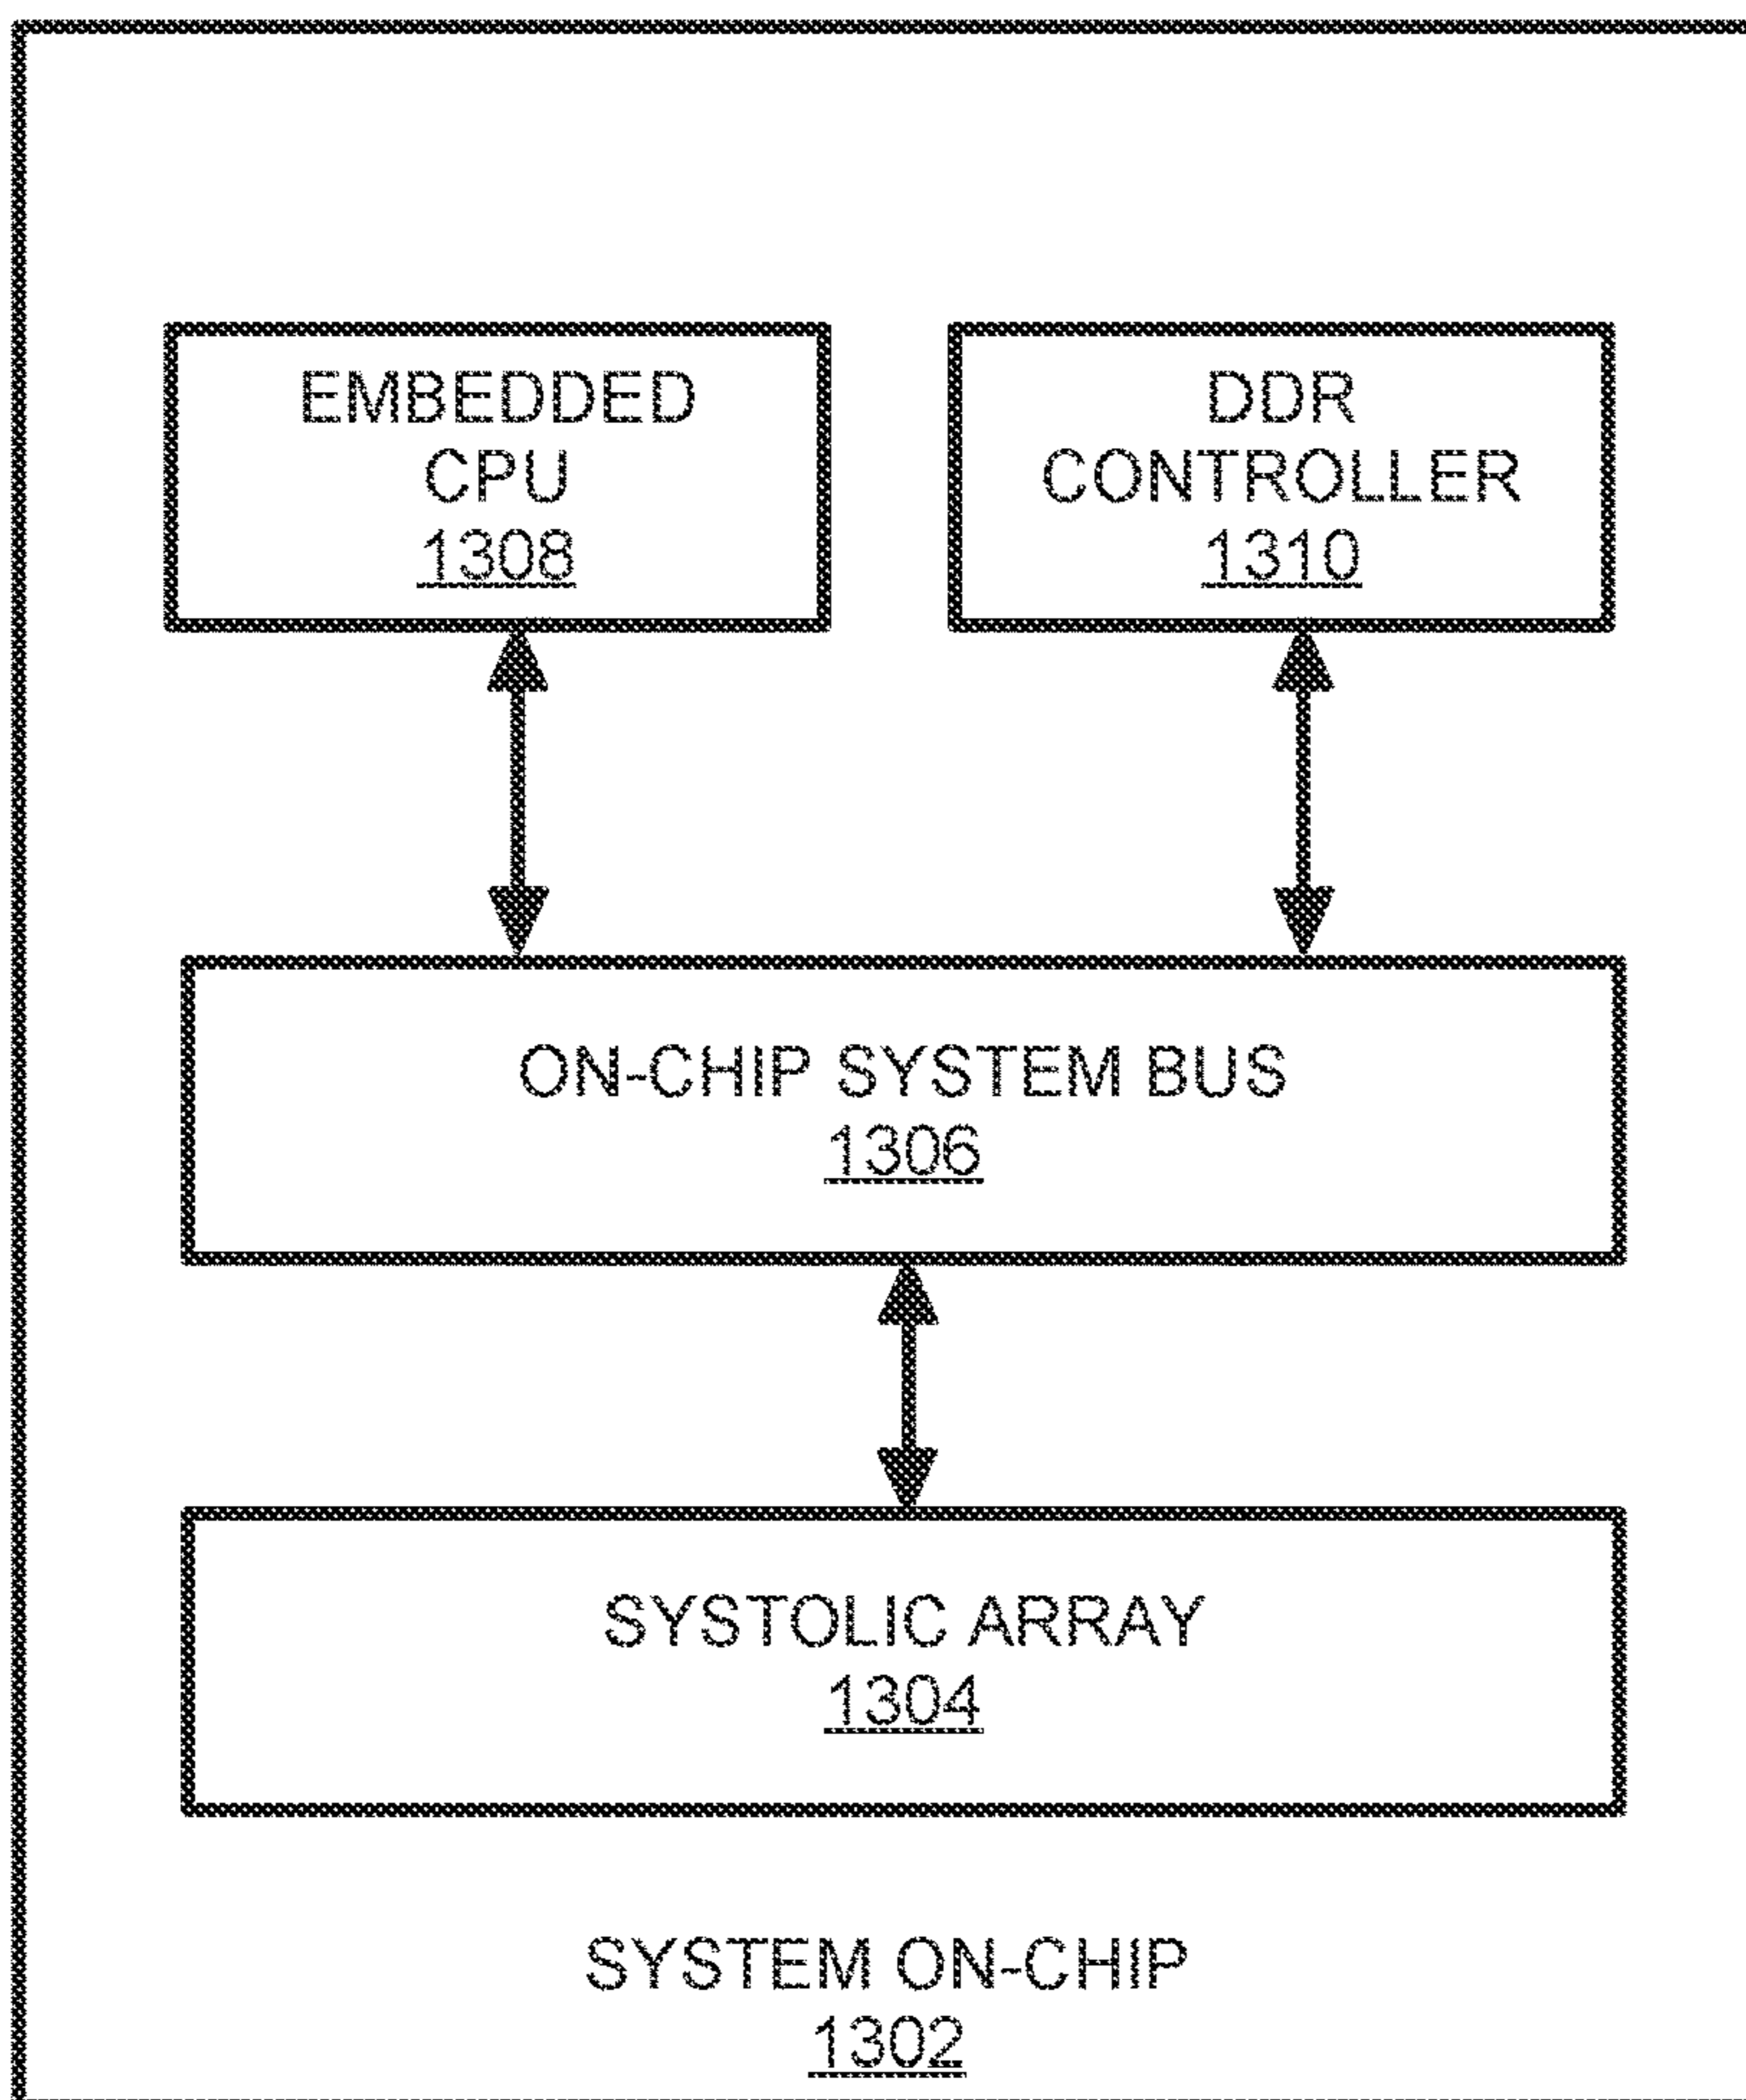 EMBEDDED
CPU
1308
DDR
CONTROLLER
1310
ON-CHIP SYSTEM BUS
1306
SYSTOLIC ARRAY
1304
SYSTEM ON-CHIP
1302